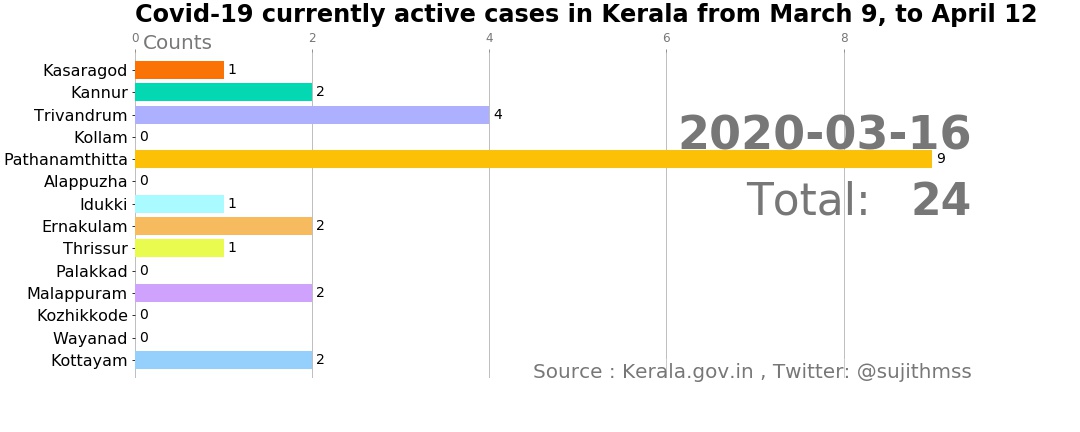 Covid-19 currently active cases in Kerala from March 9, to April 12
0 2 4 6 8
Counts
Kasaragod 1
Kannur 2
Trivandrum 4
2020-03-16
Kollam 0
Pathanamthitta 9
Alappuzha 0
Total: 24
Idukki 1
Ernakulam 2
Thrissur 1
Palakkad 0
Malappuram 2
Kozhikkode 0
Wayanad 0
Kottayam 2
Source : Kerala.gov.in , Twitter: @sujithmss